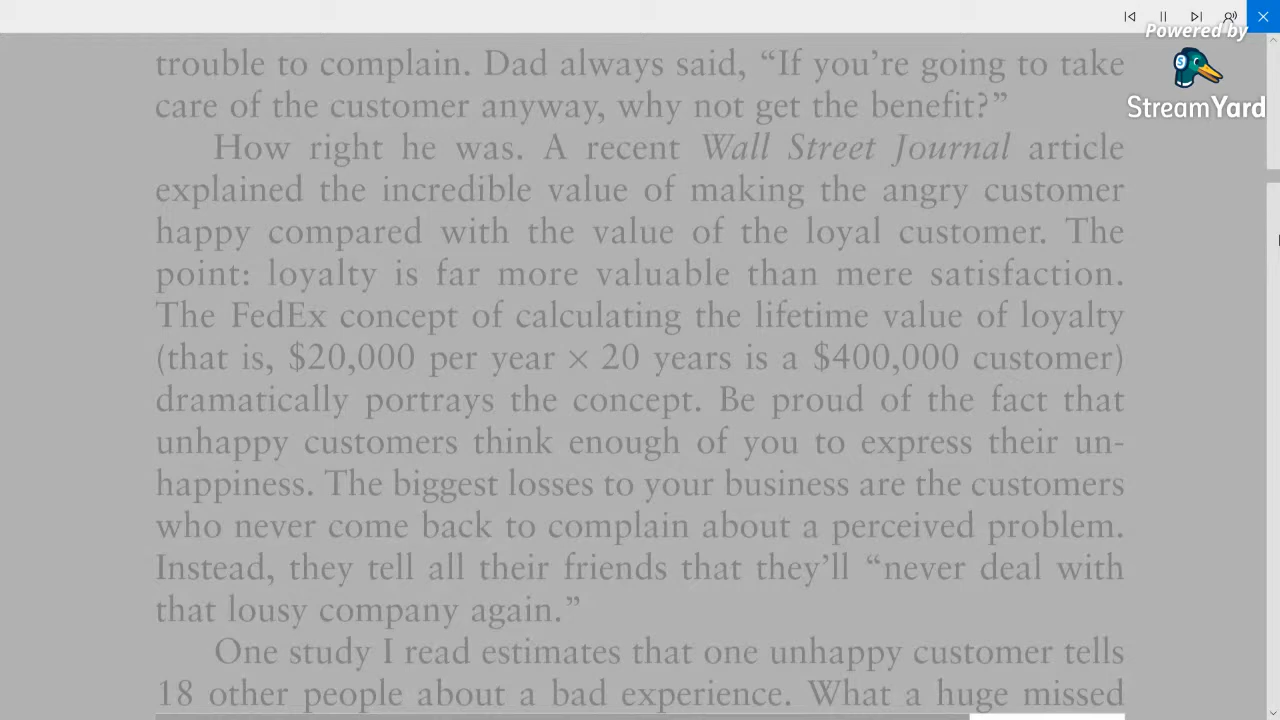 Powered by
StreamYard
trouble to complain. Dad always said, “If you’re going to take
care of the customer anyway, why not get the benefit?”
How right he was. A recent Wall Street Journal article
explained the incredible value of making the angry customer
happy compared with the value of the loyal customer. The
point: loyalty is far more valuable than mere satisfaction.
The FedEx concept of calculating the lifetime value of loyalty
(that is, $20,000 per year × 20 years is a $400,000 customer)
dramatically portrays the concept. Be proud of the fact that
unhappy customers think enough of you to express their un-
happiness. The biggest losses to your business are the customers
who never come back to complain about a perceived problem.
Instead, they tell all their friends that they’ll “never deal with
that lousy company again.”
One study I read estimates that one unhappy customer tells
18 other people about a bad experience. What a huge missed